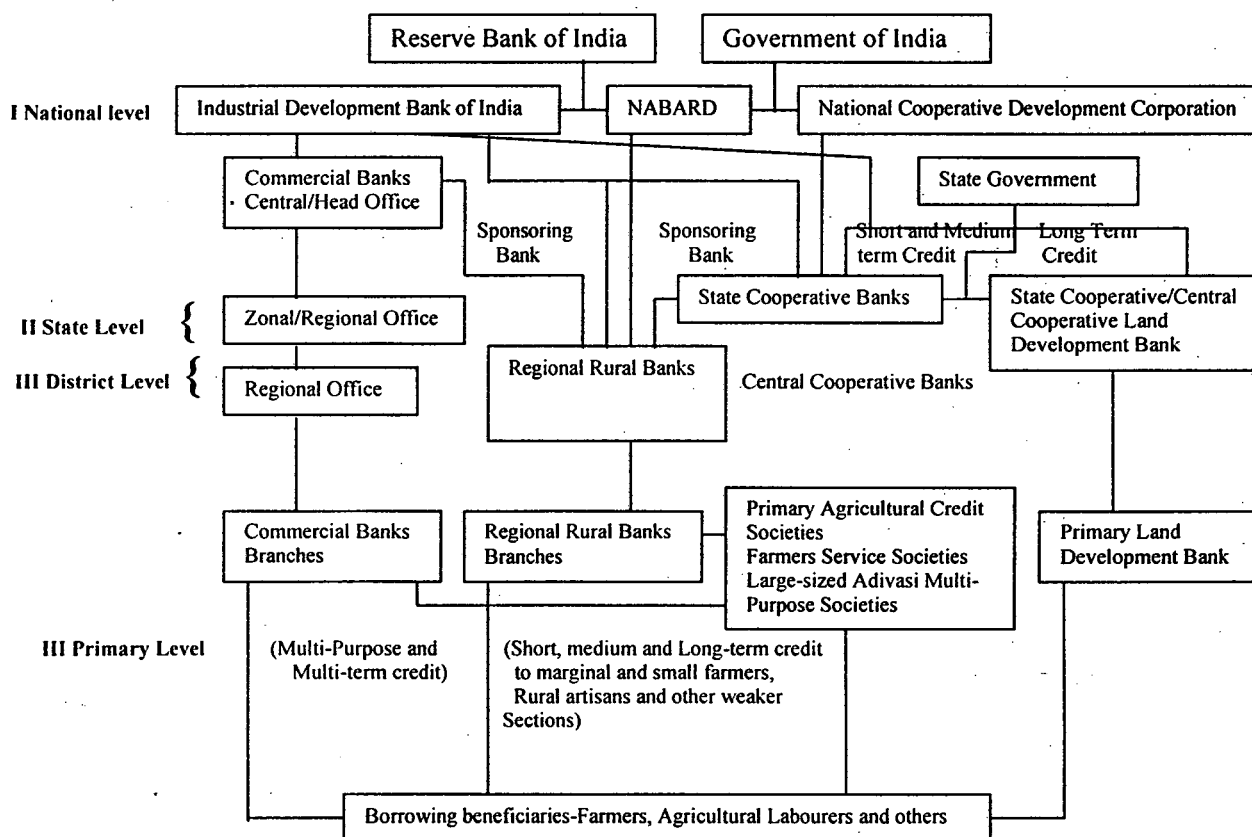 Reserve Bank of India
Government of India
I National level
Industrial Development Bank of India
NABARD
National Cooperative Development Corporation
Commercial Banks
Central/Head Office
State Government
Sponsoring
Bank
Sponsoring
Bank
Short and Medium
term Credit
Long Term
Credit
II State Level {
Zonal/Regional Office
State Cooperative Banks
State Cooperative/Central
Cooperative Land
Development Bank
III District Level {
Regional Office
Regional Rural Banks
Central Cooperative Banks
Commercial Banks
Branches
Regional Rural Banks
Branches
Primary Agricultural Credit
Societies
Farmers Service Societies
Large-sized Adivasi Multi-
Purpose Societies
Primary Land
Development Bank
III Primary Level
(Multi-Purpose and
Multi-term credit)
(Short, medium and Long-term credit
to marginal and small farmers,
Rural artisans and other weaker
Sections)
Borrowing beneficiaries-Farmers, Agricultural Labourers and others